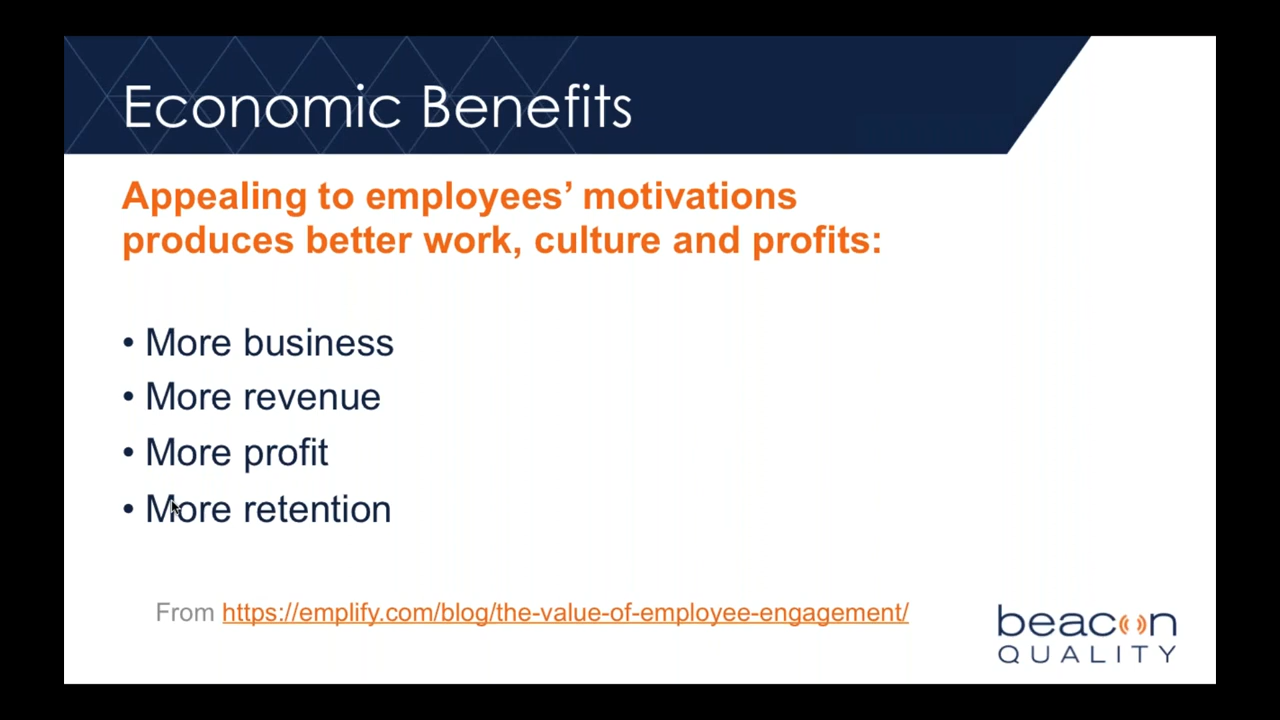 Economic Benefits
Appealing to employees’ motivations
produces better work, culture and profits:
• More business
• More revenue
• More profit
• More retention
From https://emplify.com/blog/the-value-of-employee-engagement/
beacon
QUALITY